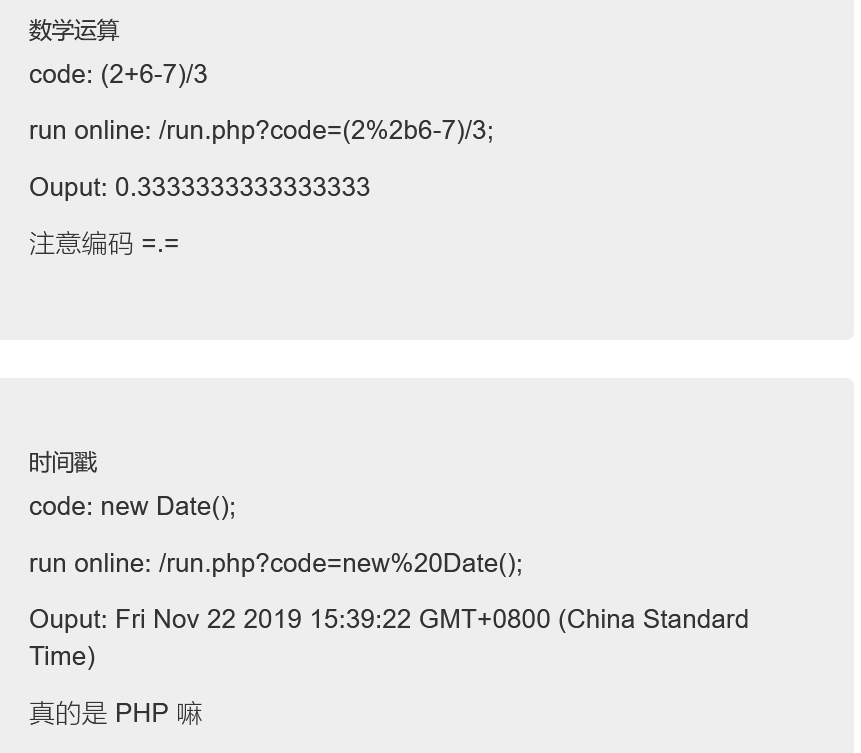 数学运算
code: (2+6-7)/3
run online: /run.php?code=(2%2b6-7)/3;
Ouput: 0.3333333333333333
注意编码 =.=
时间戳
code: new Date();
run online: /run.php?code=new%20Date();
Ouput: Fri Nov 22 2019 15:39:22 GMT+0800 (China Standard
Time)
真的是 PHP 嘛